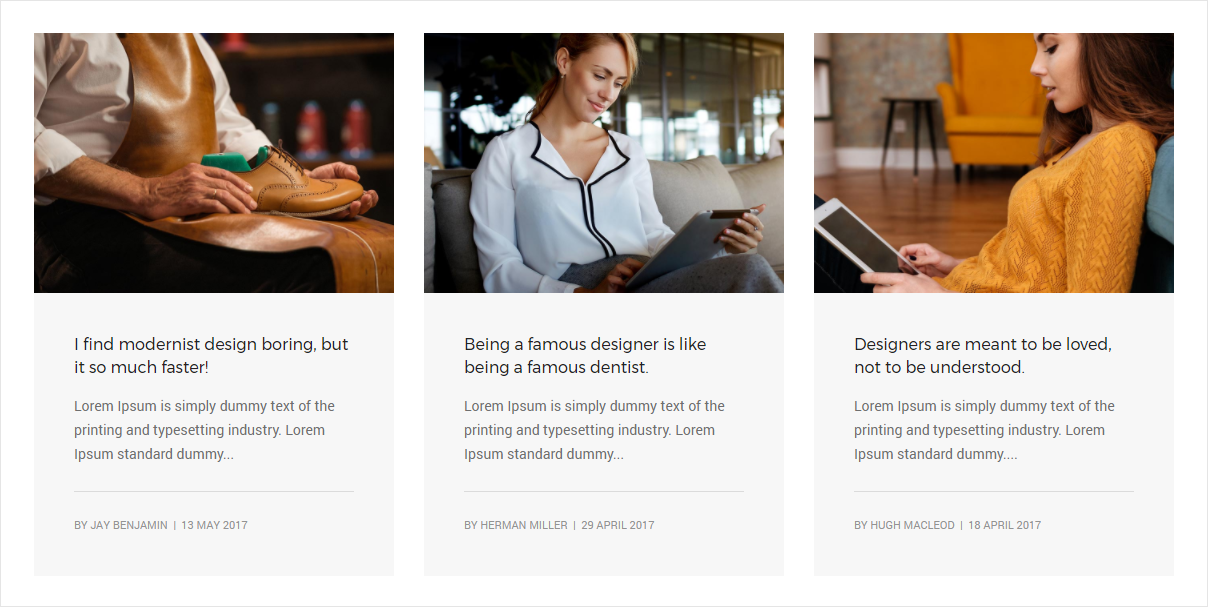 I find modernist design boring, but
it so much faster!
Lorem Ipsum is simply dummy text of the
printing and typesetting industry. Lorem
Ipsum standard dummy...
BY JAY BENJAMIN | 13 MAY 2017
Being a famous designer is like
being a famous dentist.
Lorem Ipsum is simply dummy text of the
printing and typesetting industry. Lorem
Ipsum standard dummy...
BY HERMAN MILLER | 29 APRIL 2017
Designers are meant to be loved,
not to be understood.
Lorem Ipsum is simply dummy text of the
printing and typesetting industry. Lorem
Ipsum standard dummy....
BY HUGH MACLEOD | 18 APRIL 2017